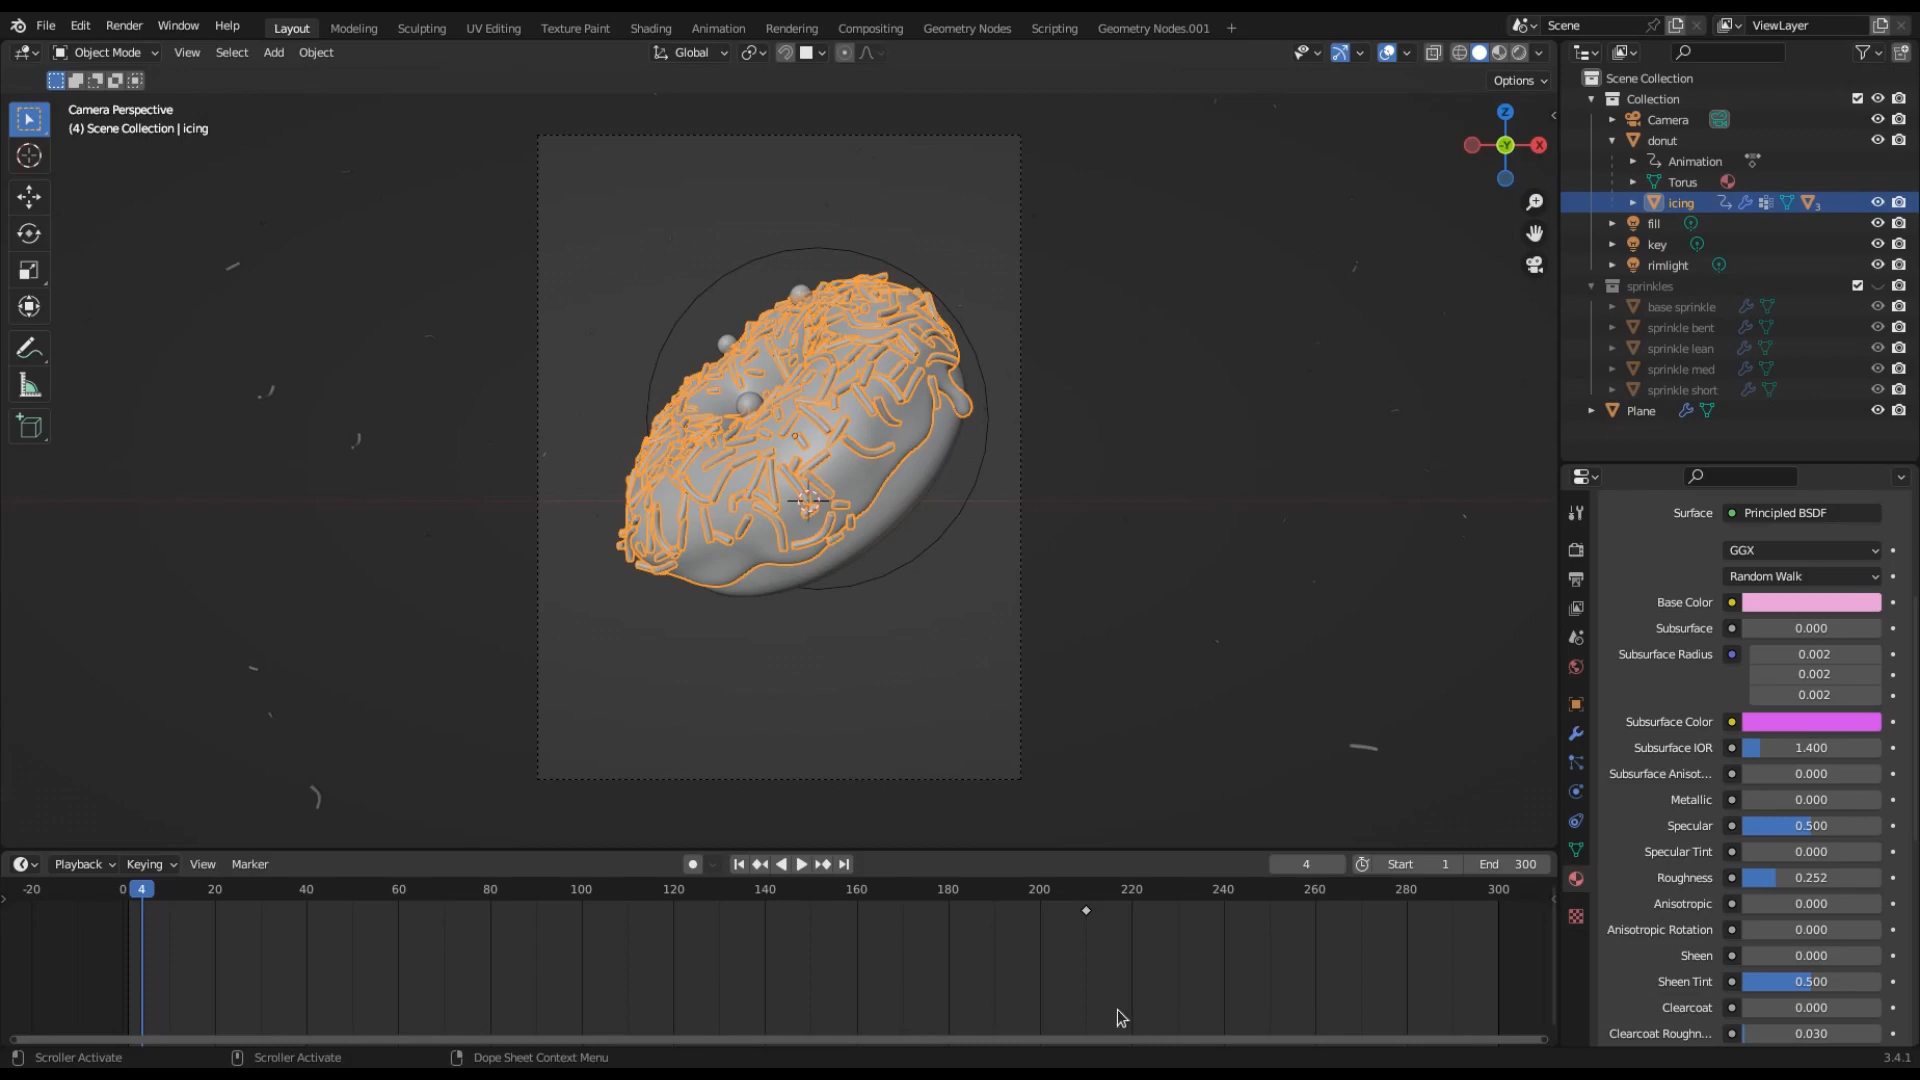 File Edit Render Window Help Layout Modeling Sculpting UV Editing Texture Paint Shading Animation Rendering Compositing Geometry Nodes Scripting Geometry Nodes.001 + Scene ViewLayer
Object Mode View Select Add Object Global
Options
Camera Perspective
(4) Scene Collection | icing
Z
-Y X
Scene Collection
Collection
Camera
donut
Animation
Torus
icing 3
fill
key
rimlight
sprinkles
base sprinkle
sprinkle bent
sprinkle lean
sprinkle med
sprinkle short
Plane
Surface Principled BSDF
GGX
Random Walk
Base Color
Subsurface 0.000
Subsurface Radius 0.002
0.002
0.002
Subsurface Color
Subsurface IOR 1.400
Subsurface Anisot... 0.000
Metallic 0.000
Specular 0.500
Specular Tint 0.000
Roughness 0.252
Anisotropic 0.000
Anisotropic Rotation 0.000
Sheen 0.000
Sheen Tint 0.500
Clearcoat 0.000
Clearcoat Roughn... 0.030
Playback Keying View Marker 4 Start 1 End 300
-20 0 4 20 40 60 80 100 120 140 160 180 200 220 240 260 280 300
Scroller Activate Scroller Activate Dope Sheet Context Menu 3.4.1